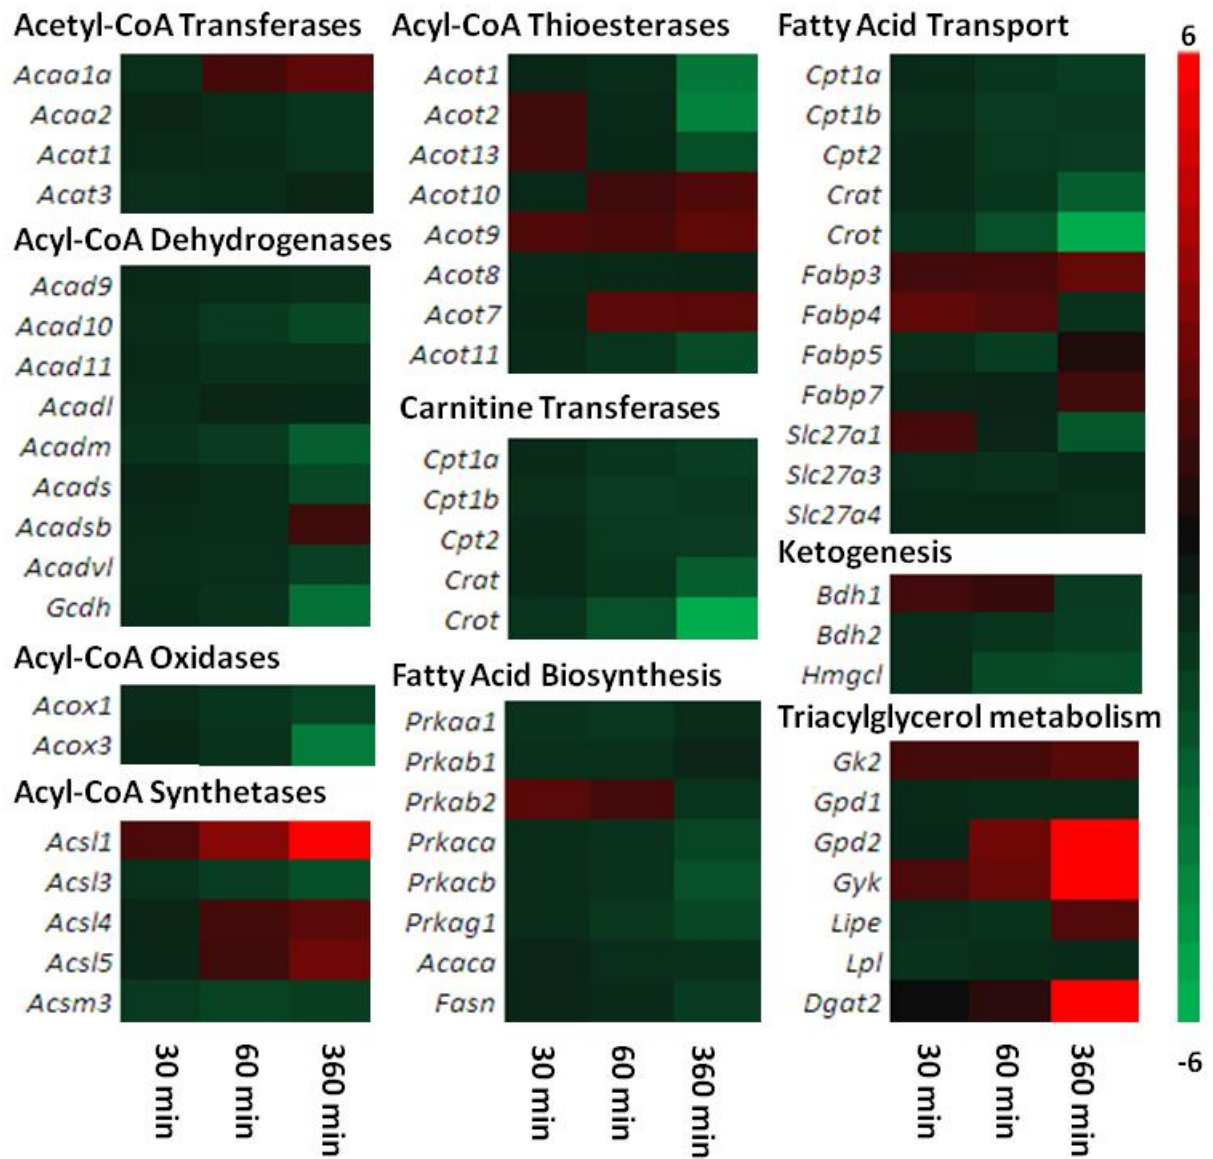 Acetyl-CoA Transferases
Acaa1a
Acaa2
Acat1
Acat3
Acyl-CoA Dehydrogenases
Acad9
Acad10
Acad11
Acadl
Acadm
Acads
Acadsb
Acadvl
Gcdh
Acyl-CoA Oxidases
Acox1
Acox3
Acyl-CoA Synthetases
Acsl1
Acsl3
Acsl4
Acsl5
Acsm3
30 min
60 min
360 min
Acyl-CoA Thioesterases
Acot1
Acot2
Acot13
Acot10
Acot9
Acot8
Acot7
Acot11
Carnitine Transferases
Cpt1a
Cpt1b
Cpt2
Crat
Crot
Fatty Acid Biosynthesis
Prkaa1
Prkab1
Prkab2
Prkaca
Prkacb
Prkag1
Acaca
Fasn
30 min
60 min
360 min
Fatty Acid Transport
Cpt1a
Cpt1b
Cpt2
Crat
Crot
Fabp3
Fabp4
Fabp5
Fabp7
Slc27a1
Slc27a3
Slc27a4
Ketogenesis
Bdh1
Bdh2
Hmgcl
Triacylglycerol metabolism
Gk2
Gpd1
Gpd2
Gyk
Lipe
Lpl
Dgat2
30 min
60 min
360 min
6
-6